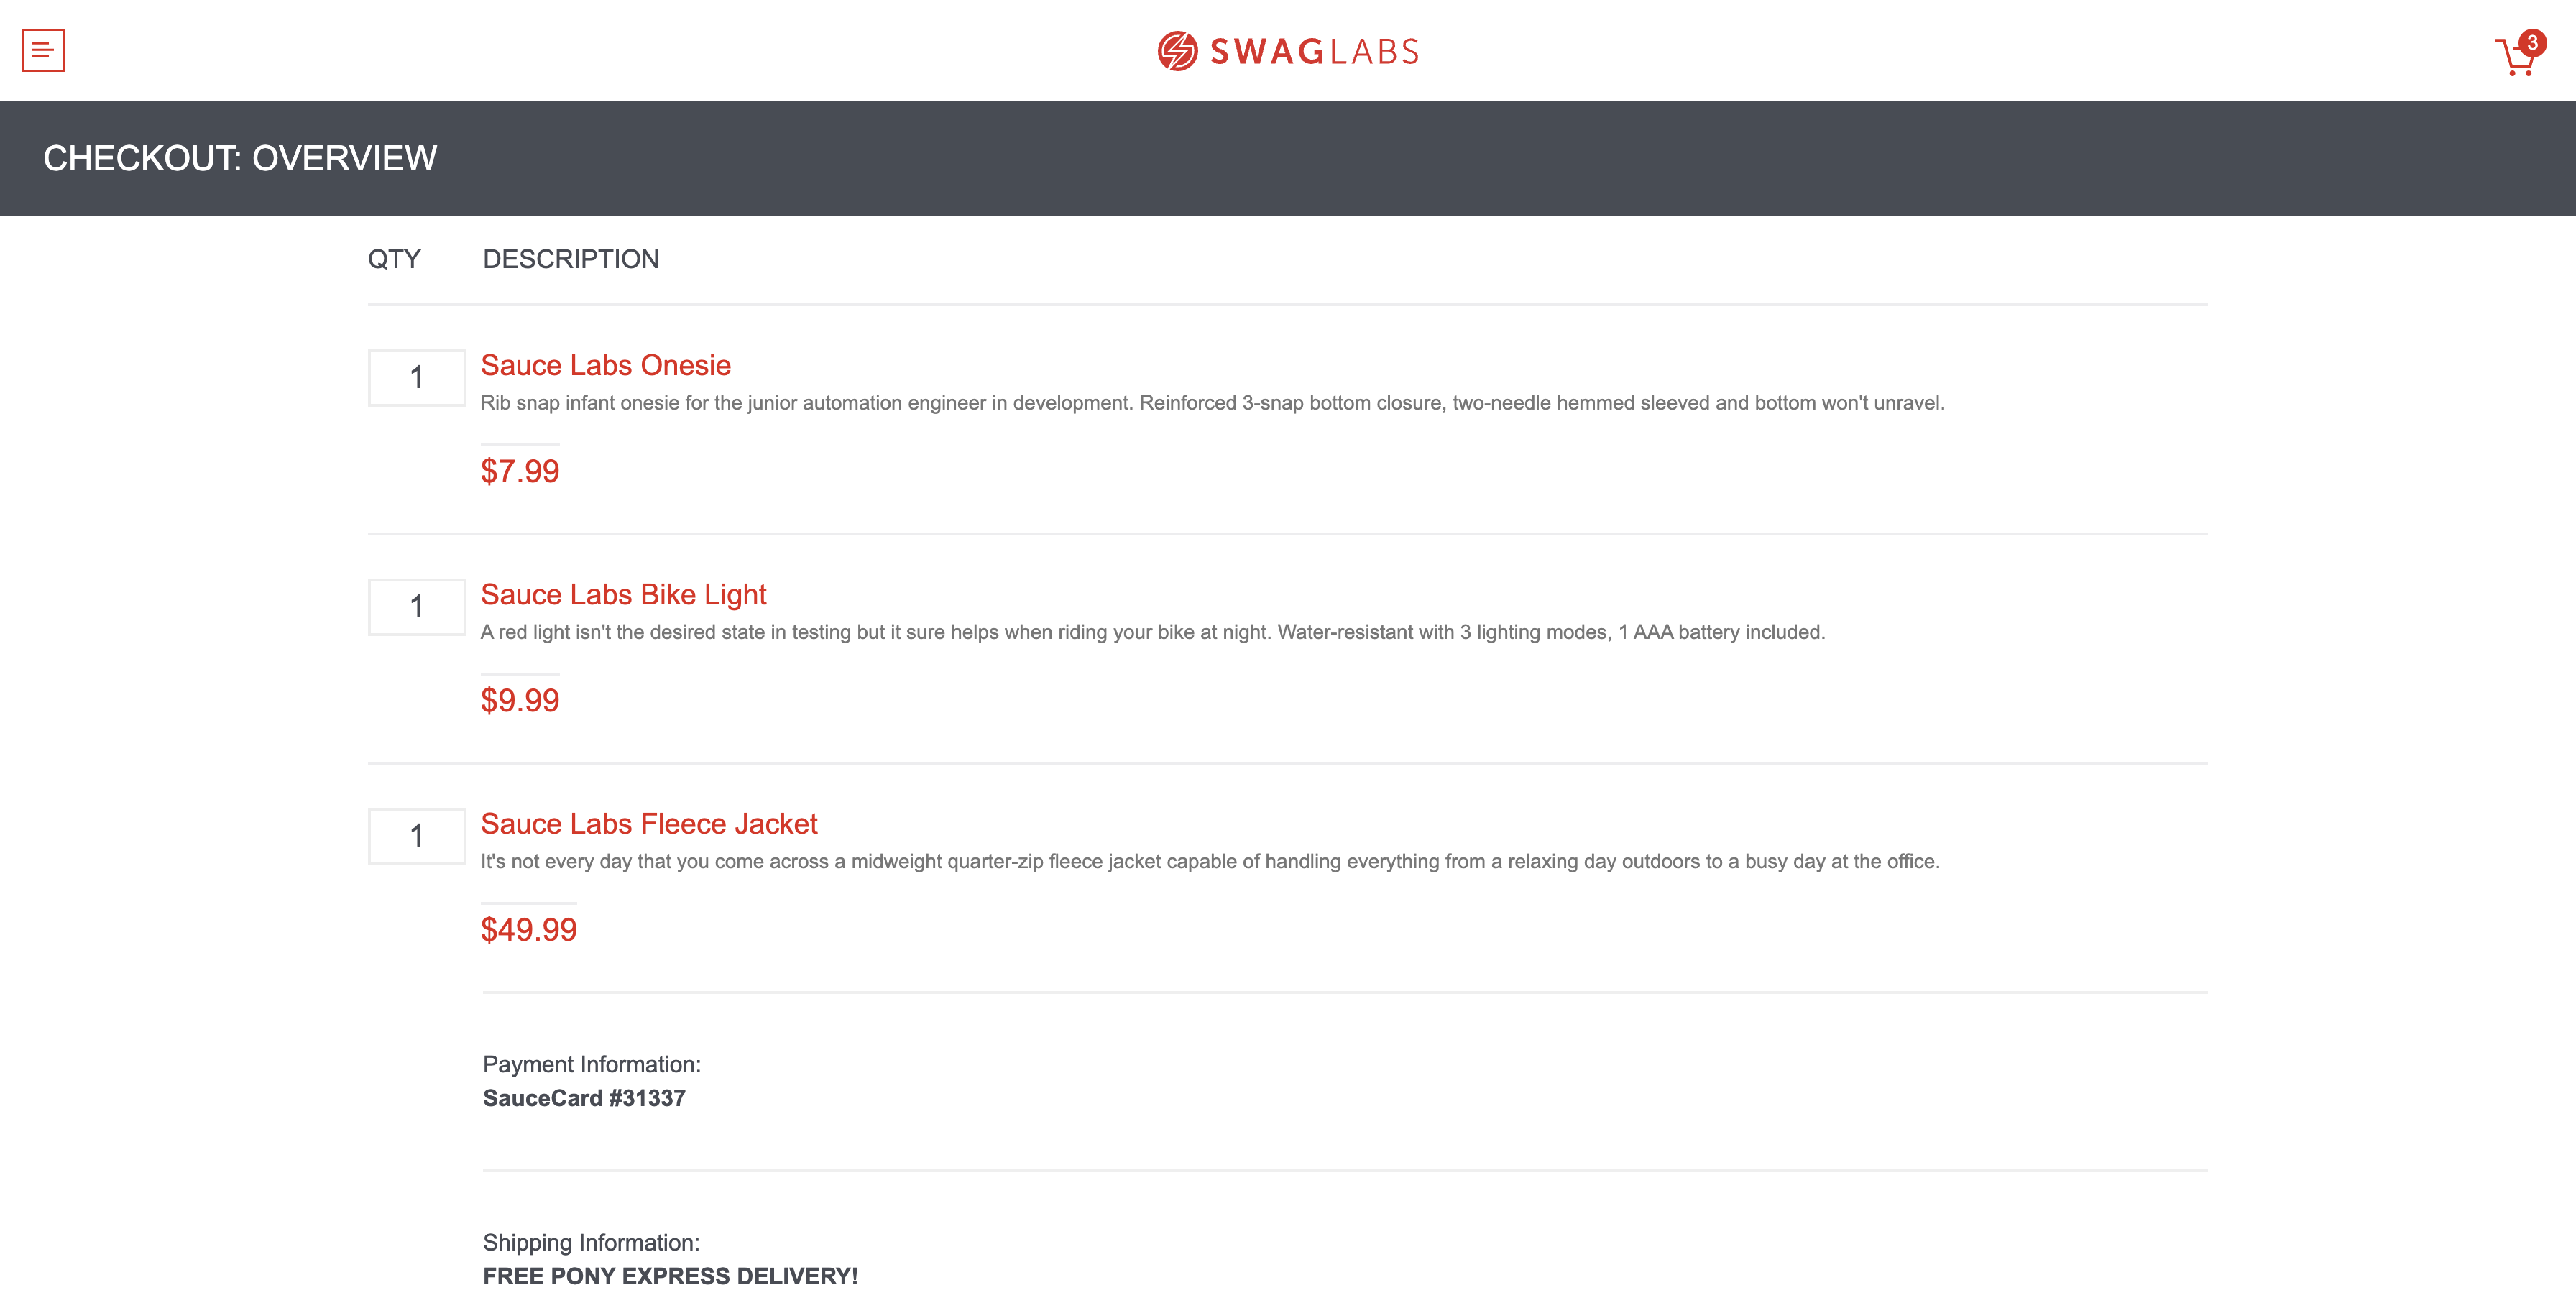 SWAGLABS
3
CHECKOUT: OVERVIEW
QTY DESCRIPTION
1 Sauce Labs Onesie
Rib snap infant onesie for the junior automation engineer in development. Reinforced 3-snap bottom closure, two-needle hemmed sleeved and bottom won't unravel.
$7.99
1 Sauce Labs Bike Light
A red light isn't the desired state in testing but it sure helps when riding your bike at night. Water-resistant with 3 lighting modes, 1 AAA battery included.
$9.99
1 Sauce Labs Fleece Jacket
It's not every day that you come across a midweight quarter-zip fleece jacket capable of handling everything from a relaxing day outdoors to a busy day at the office.
$49.99
Payment Information:
SauceCard #31337
Shipping Information:
FREE PONY EXPRESS DELIVERY!